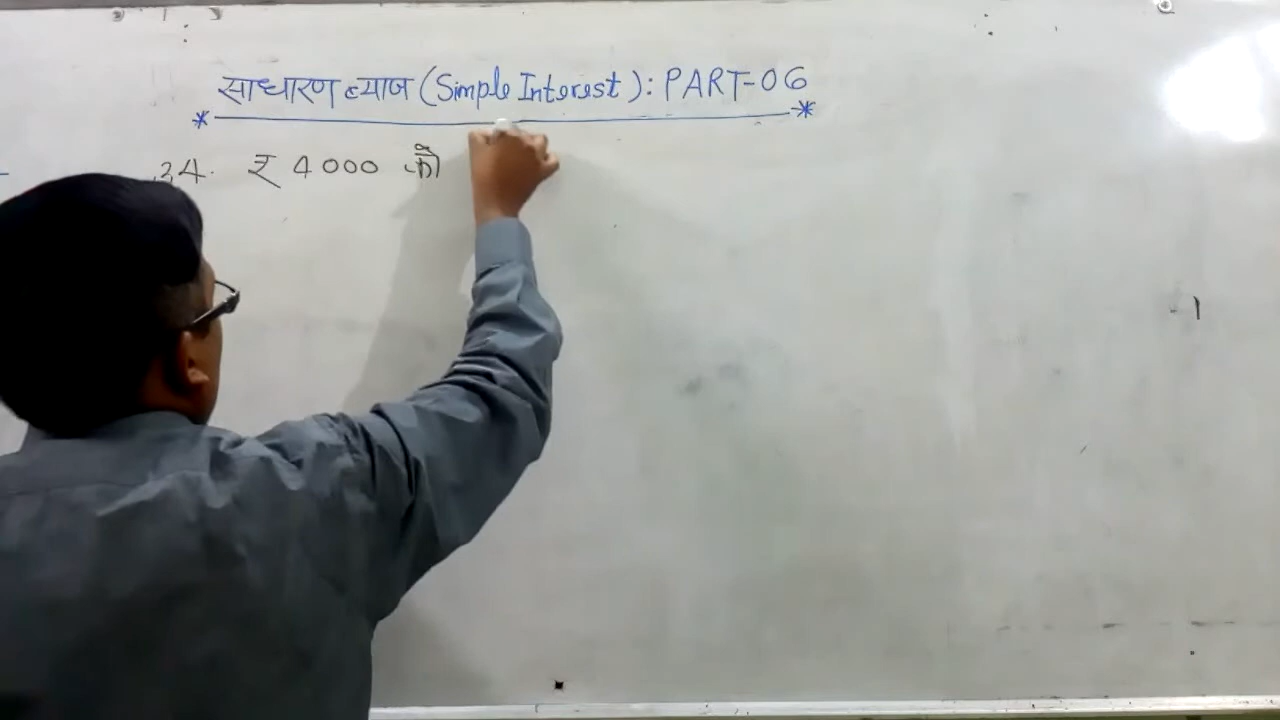 साधारण ब्याज (Simple Interest): PART-06
34. ₹ 4000 को